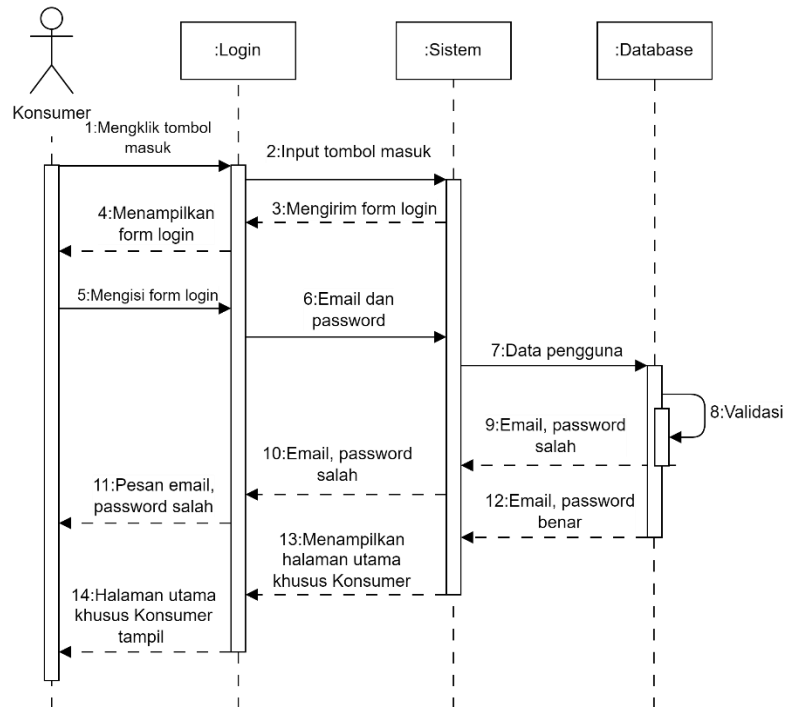 :Login
:Sistem
:Database
Konsumer
1:Mengklik tombol
masuk
2:Input tombol masuk
3:Mengirim form login
4:Menampilkan
form login
5:Mengisi form login
6:Email dan
password
7:Data pengguna
8:Validasi
9:Email, password
salah
10:Email, password
salah
11:Pesan email,
password salah
12:Email, password
benar
13:Menampilkan
halaman utama
khusus Konsumer
14:Halaman utama
khusus Konsumer
tampil